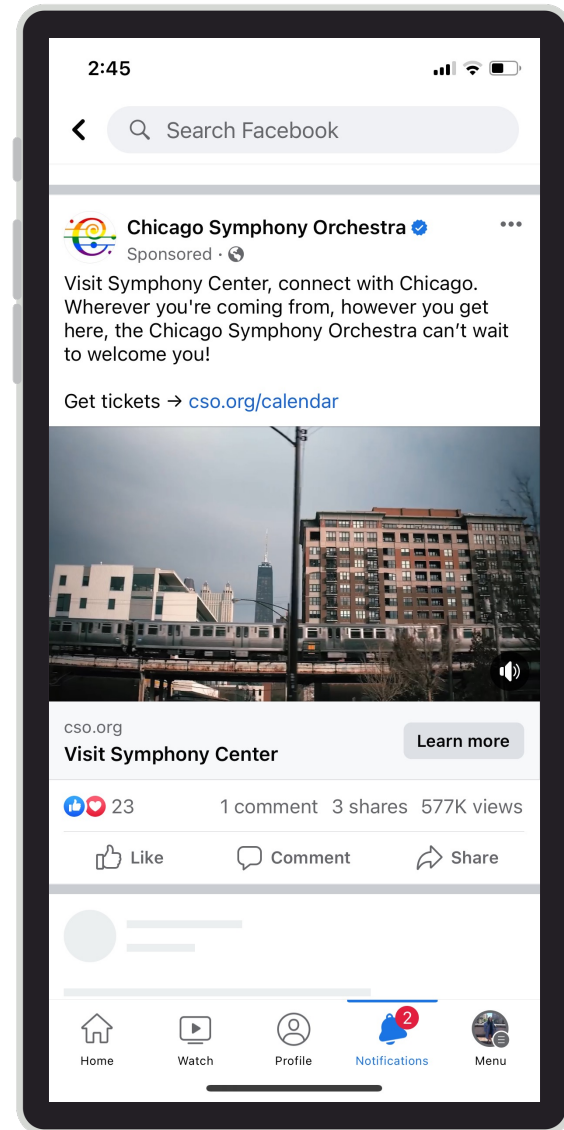 2:45
Search Facebook
Chicago Symphony Orchestra
Sponsored ·
Visit Symphony Center, connect with Chicago.
Wherever you're coming from, however you get
here, the Chicago Symphony Orchestra can’t wait
to welcome you!
Get tickets → cso.org/calendar
cso.org
Visit Symphony Center
Learn more
23 1 comment 3 shares 577K views
Like Comment Share
2
Home Watch Profile Notifications Menu